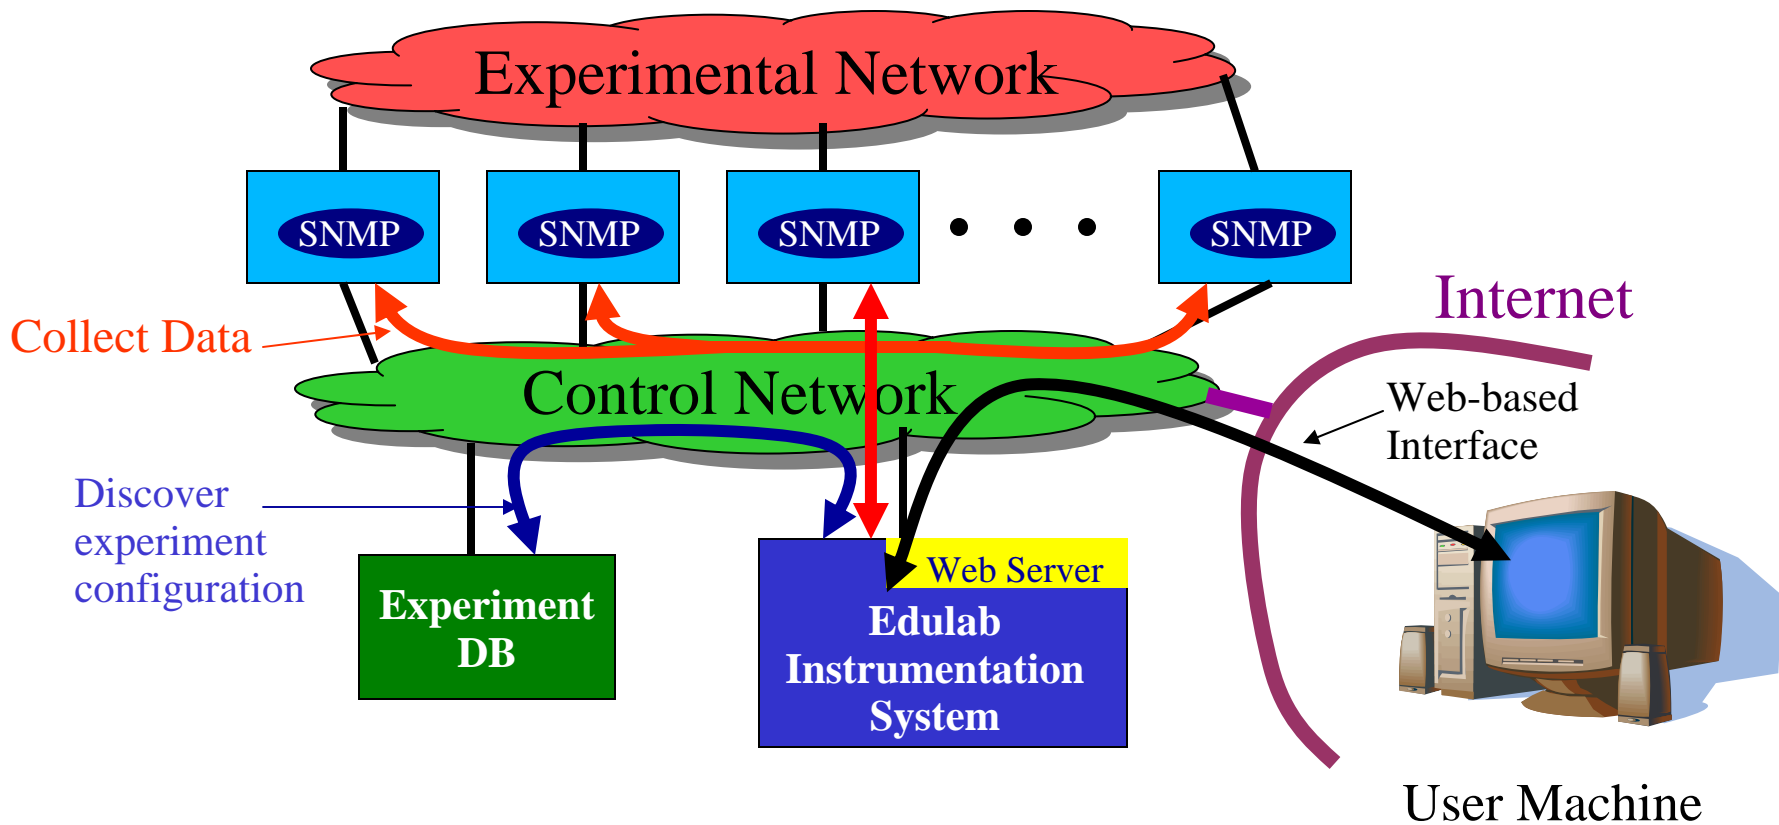 Experimental Network
SNMP
SNMP
SNMP
SNMP
Internet
Collect Data
Control Network
Web-based
Interface
Discover
experiment
configuration
Web Server
Experiment
DB
Edulab
Instrumentation
System
User Machine